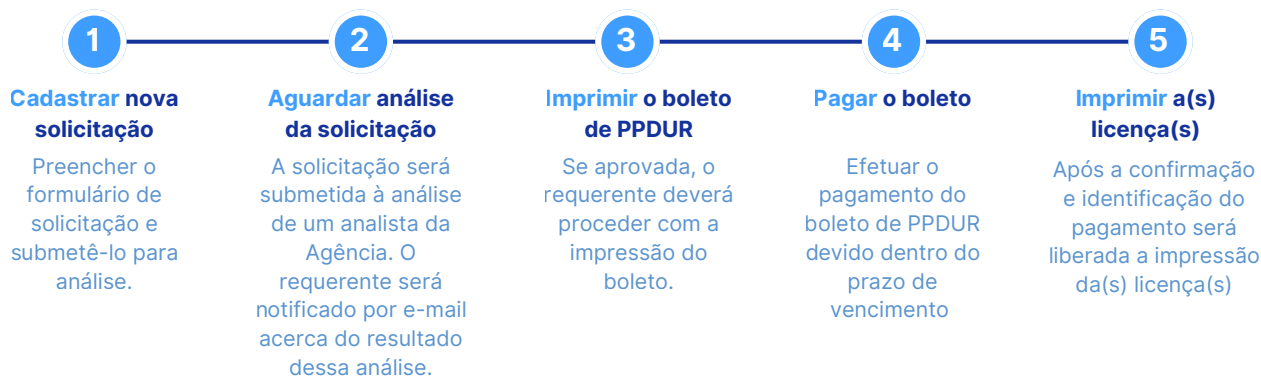 1
Cadastrar nova
solicitação
Preencher o
formulário de
solicitação e
submetê-lo para
análise.
2
Aguardar análise
da solicitação
A solicitação será
submetida à análise
de um analista da
Agência. O
requerente será
notificado por e-mail
acerca do resultado
dessa análise.
3
Imprimir o boleto
de PPDUR
Se aprovada, o
requerente deverá
proceder com a
impressão do
boleto.
4
Pagar o boleto
Efetuar o
pagamento do
boleto de PPDUR
devido dentro do
prazo de
vencimento
5
Imprimir a(s)
licença(s)
Após a confirmação
e identificação do
pagamento será
liberada a impressão
da(s) licença(s)